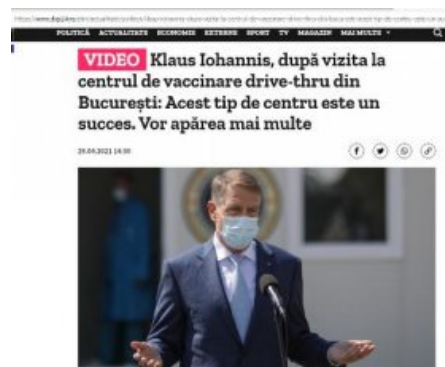 POLITICĂ ACTUALITATE ECONOMIE EXTERNE SPORT TV MAGAZIN MAI MULTE
VIDEO Klaus Iohannis, după vizita la
centrul de vaccinare drive-thru din
București: Acest tip de centru este un
succes. Vor apărea mai multe